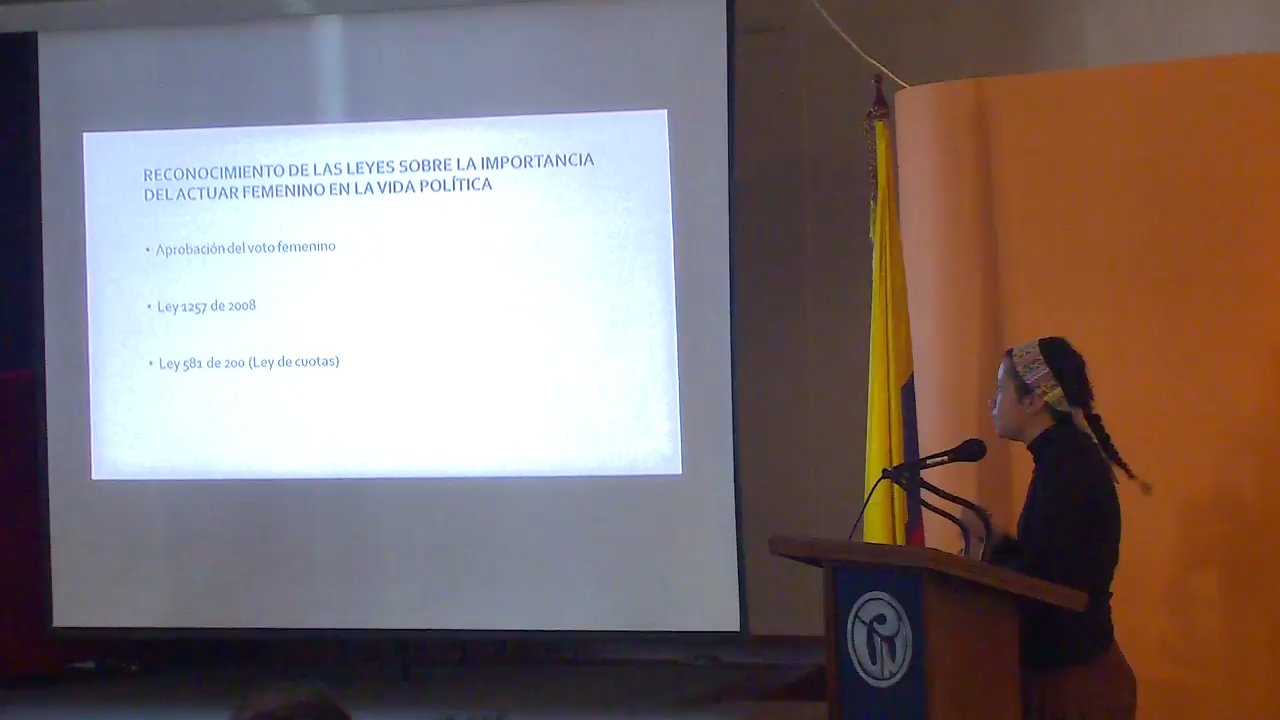 RECONOCIMIENTO DE LAS LEYES SOBRE LA IMPORTANCIA
DEL ACTUAR FEMENINO EN LA VIDA POLÍTICA
• Aprobación del voto femenino
• Ley 1257 de 2008
• Ley 581 de 200 (Ley de cuotas)